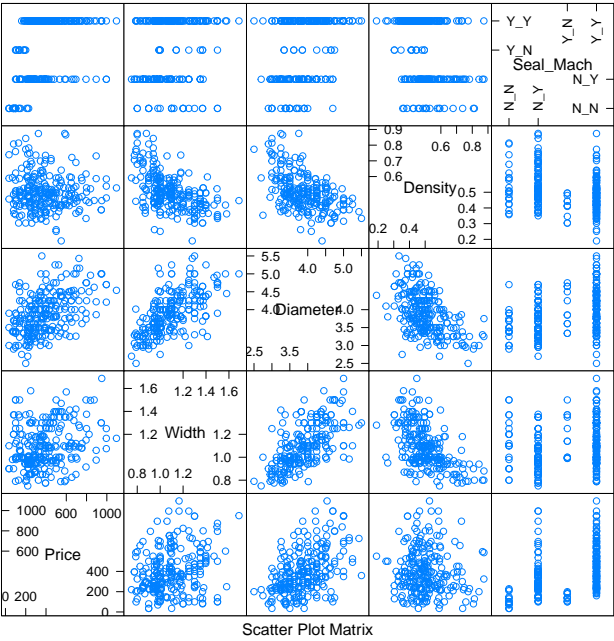 Y_Y
Y_N
Seal_Mach
N_Y
N_N
N_N
N_Y
Y_N
Y_Y
0.9
0.8
0.7
0.6
0.6 0.8
Density
0.5
0.4
0.3
0.2
0.2 0.4
5.5
5.0
4.5
4.0
4.0 5.0
Diameter
4.0
3.5
3.0
2.5
2.5 3.5
1.6
1.4
1.2
1.2 1.4 1.6
Width
1.2
1.0
0.8
0.8 1.0 1.2
1000
800
600
600 1000
Price
400
200
0
0 200
Scatter Plot Matrix